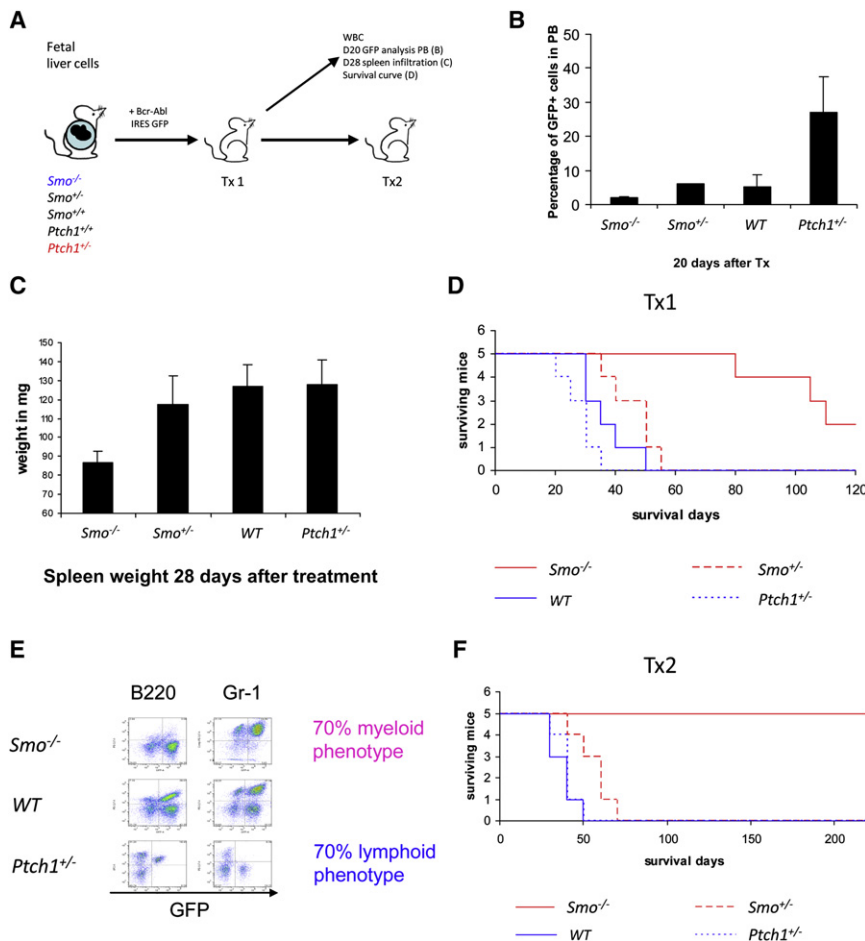 A
Fetal
liver cells
+ Bcr-Abl
IRES GFP
WBC
D20 GFP analysis PB (B)
D28 spleen infiltration (C)
Survival curve (D)
Tx 1
Tx2
Smo-/-
Smo+/-
Smo+/+
Ptch1+/+
Ptch1+/-
B
Percentage of GFP+ cells in PB
50
40
30
20
10
0
Smo-/- Smo+/- WT Ptch1+/-
20 days after Tx
C
weight in mg
150
140
130
120
110
100
90
80
70
60
Smo-/- Smo+/- WT Ptch1+/-
Spleen weight 28 days after treatment
D
Tx1
surviving mice
6
5
4
3
2
1
0
0 20 40 60 80 100 120
survival days
Smo-/- Smo+/-
WT Ptch1+/-
E
B220 Gr-1
Smo-/-
70% myeloid
phenotype
WT
Ptch1+/-
70% lymphoid
phenotype
GFP
F
Tx2
surviving mice
6
5
4
3
2
1
0
0 50 100 150 200
survival days
Smo-/- Smo+/-
WT Ptch1+/-